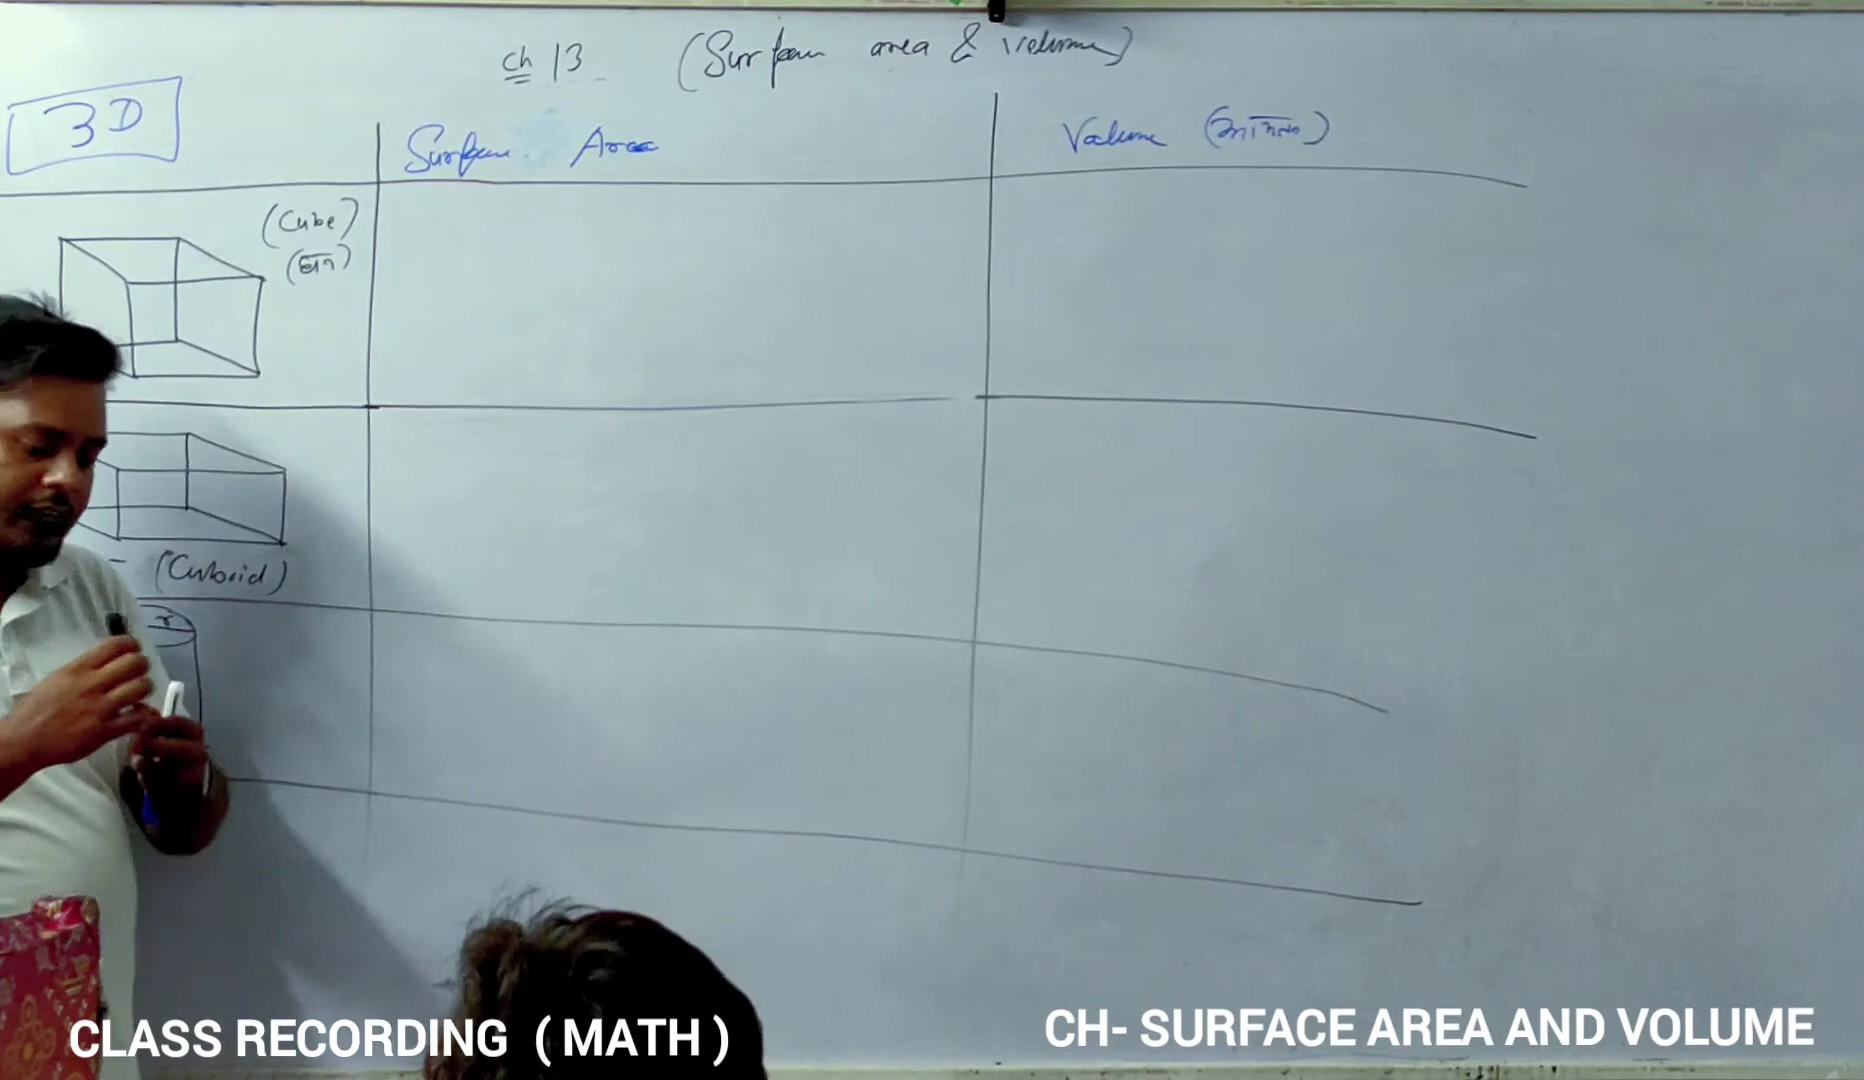 ch 13 (Surface area & Volume)
3D
Surface Area
Volume (आयतन)
(Cube)
(घन)
(Cuboid)
r
CLASS RECORDING ( MATH )
CH- SURFACE AREA AND VOLUME